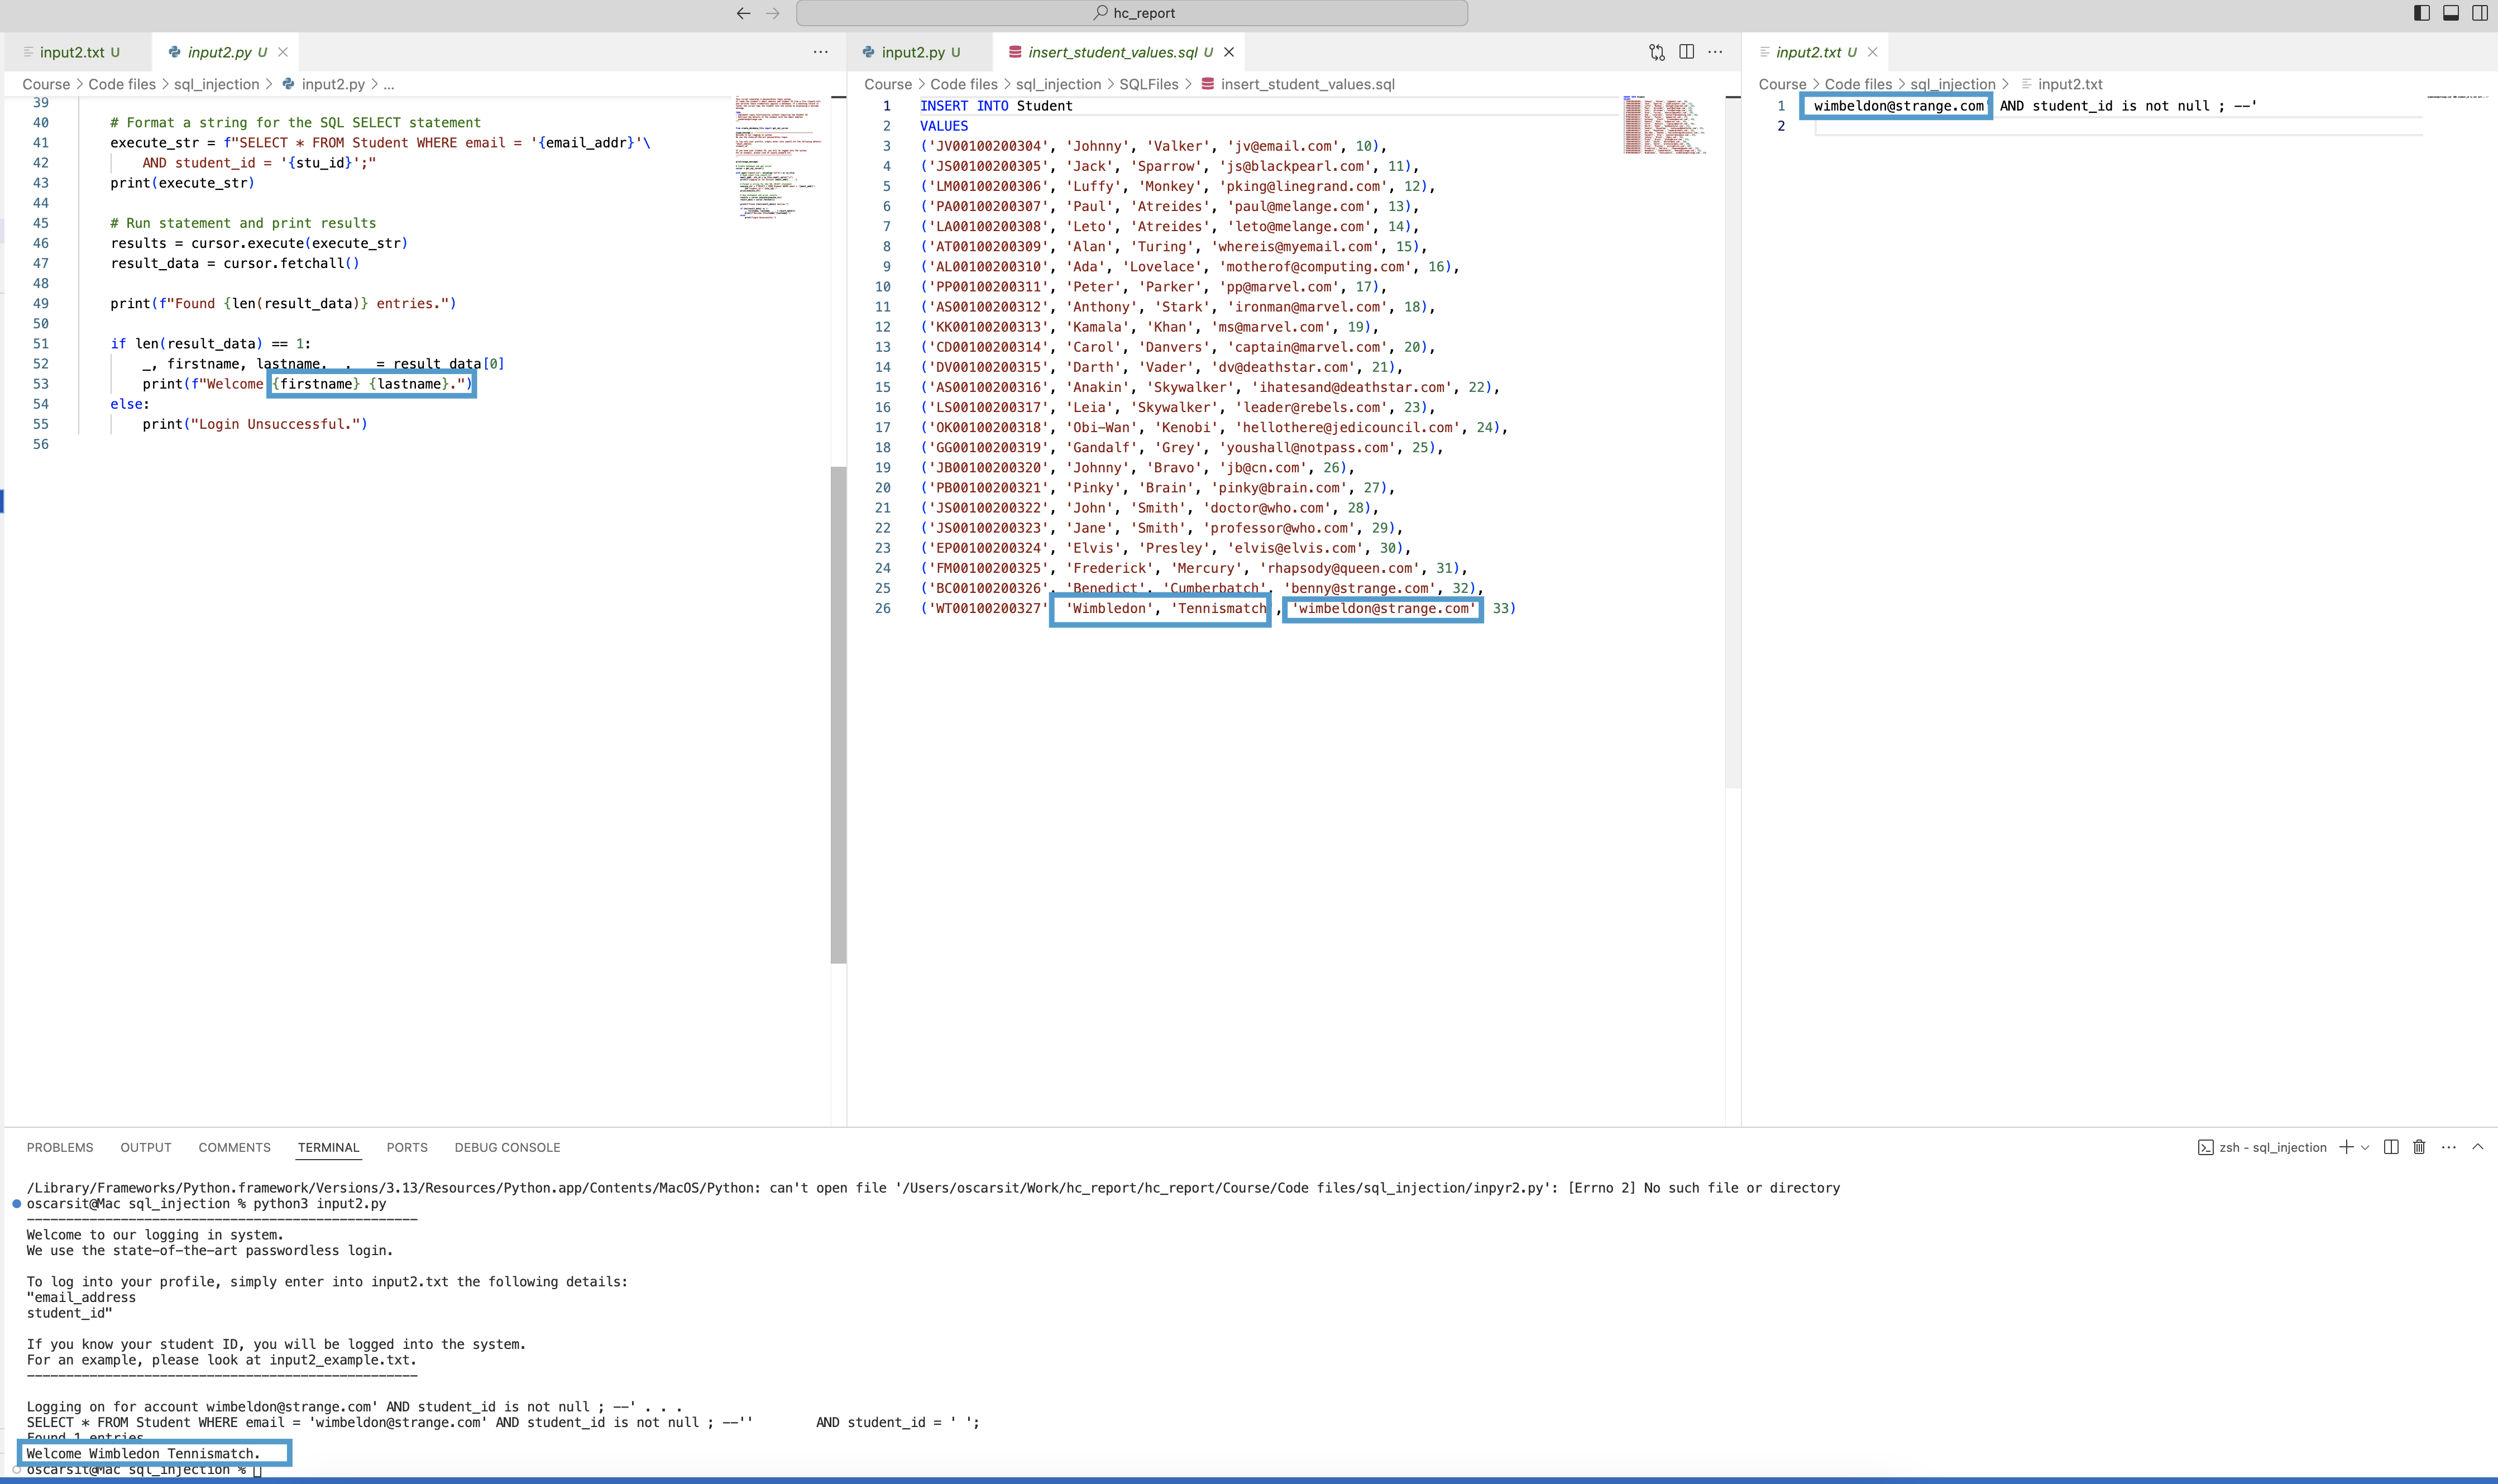 hc_report
input2.txt U
input2.py U
Course > Code files > sql_injection > input2.py > ...
39
40 # Format a string for the SQL SELECT statement
41 execute_str = f"SELECT * FROM Student WHERE email = '{email_addr}'\
42 AND student_id = '{stu_id}';"
43 print(execute_str)
44
45 # Run statement and print results
46 results = cursor.execute(execute_str)
47 result_data = cursor.fetchall()
48
49 print(f"Found {len(result_data)} entries.")
50
51 if len(result_data) == 1:
52 _, firstname, lastname, _, _ = result_data[0]
53 print(f"Welcome {firstname} {lastname}.")
54 else:
55 print("Login Unsuccessful.")
56
input2.py U
insert_student_values.sql U
Course > Code files > sql_injection > SQLFiles > insert_student_values.sql
1 INSERT INTO Student
2 VALUES
3 ('JV00100200304', 'Johnny', 'Valker', 'jv@email.com', 10),
4 ('JS00100200305', 'Jack', 'Sparrow', 'js@blackpearl.com', 11),
5 ('LM00100200306', 'Luffy', 'Monkey', 'pking@linegrand.com', 12),
6 ('PA00100200307', 'Paul', 'Atreides', 'paul@melange.com', 13),
7 ('LA00100200308', 'Leto', 'Atreides', 'leto@melange.com', 14),
8 ('AT00100200309', 'Alan', 'Turing', 'whereis@myemail.com', 15),
9 ('AL00100200310', 'Ada', 'Lovelace', 'motherof@computing.com', 16),
10 ('PP00100200311', 'Peter', 'Parker', 'pp@marvel.com', 17),
11 ('AS00100200312', 'Anthony', 'Stark', 'ironman@marvel.com', 18),
12 ('KK00100200313', 'Kamala', 'Khan', 'ms@marvel.com', 19),
13 ('CD00100200314', 'Carol', 'Danvers', 'captain@marvel.com', 20),
14 ('DV00100200315', 'Darth', 'Vader', 'dv@deathstar.com', 21),
15 ('AS00100200316', 'Anakin', 'Skywalker', 'ihatesand@deathstar.com', 22),
16 ('LS00100200317', 'Leia', 'Skywalker', 'leader@rebels.com', 23),
17 ('OK00100200318', 'Obi-Wan', 'Kenobi', 'hellothere@jedicouncil.com', 24),
18 ('GG00100200319', 'Gandalf', 'Grey', 'youshall@notpass.com', 25),
19 ('JB00100200320', 'Johnny', 'Bravo', 'jb@cn.com', 26),
20 ('PB00100200321', 'Pinky', 'Brain', 'pinky@brain.com', 27),
21 ('JS00100200322', 'John', 'Smith', 'doctor@who.com', 28),
22 ('JS00100200323', 'Jane', 'Smith', 'professor@who.com', 29),
23 ('EP00100200324', 'Elvis', 'Presley', 'elvis@elvis.com', 30),
24 ('FM00100200325', 'Frederick', 'Mercury', 'rhapsody@queen.com', 31),
25 ('BC00100200326', 'Benedict', 'Cumberbatch', 'benny@strange.com', 32),
26 ('WT00100200327' 'Wimbledon', 'Tennismatch , 'wimbeldon@strange.com' 33)
input2.txt U
Course > Code files > sql_injection > input2.txt
1 wimbeldon@strange.com AND student_id is not null ; --'
2
PROBLEMS OUTPUT COMMENTS TERMINAL PORTS DEBUG CONSOLE
zsh - sql_injection
/Library/Frameworks/Python.framework/Versions/3.13/Resources/Python.app/Contents/MacOS/Python: can't open file '/Users/oscarsit/Work/hc_report/hc_report/Course/Code files/sql_injection/inpyr2.py': [Errno 2] No such file or directory
oscarsit@Mac sql_injection % python3 input2.py
--------------------------------------------------
Welcome to our logging in system.
We use the state-of-the-art passwordless login.
To log into your profile, simply enter into input2.txt the following details:
"email_address
student_id"
If you know your student ID, you will be logged into the system.
For an example, please look at input2_example.txt.
--------------------------------------------------
Logging on for account wimbeldon@strange.com' AND student_id is not null ; --' . . .
SELECT * FROM Student WHERE email = 'wimbeldon@strange.com' AND student_id is not null ; --'' AND student_id = ' ';
Found 1 entries
Welcome Wimbledon Tennismatch.
oscarsit@Mac sql_injection %